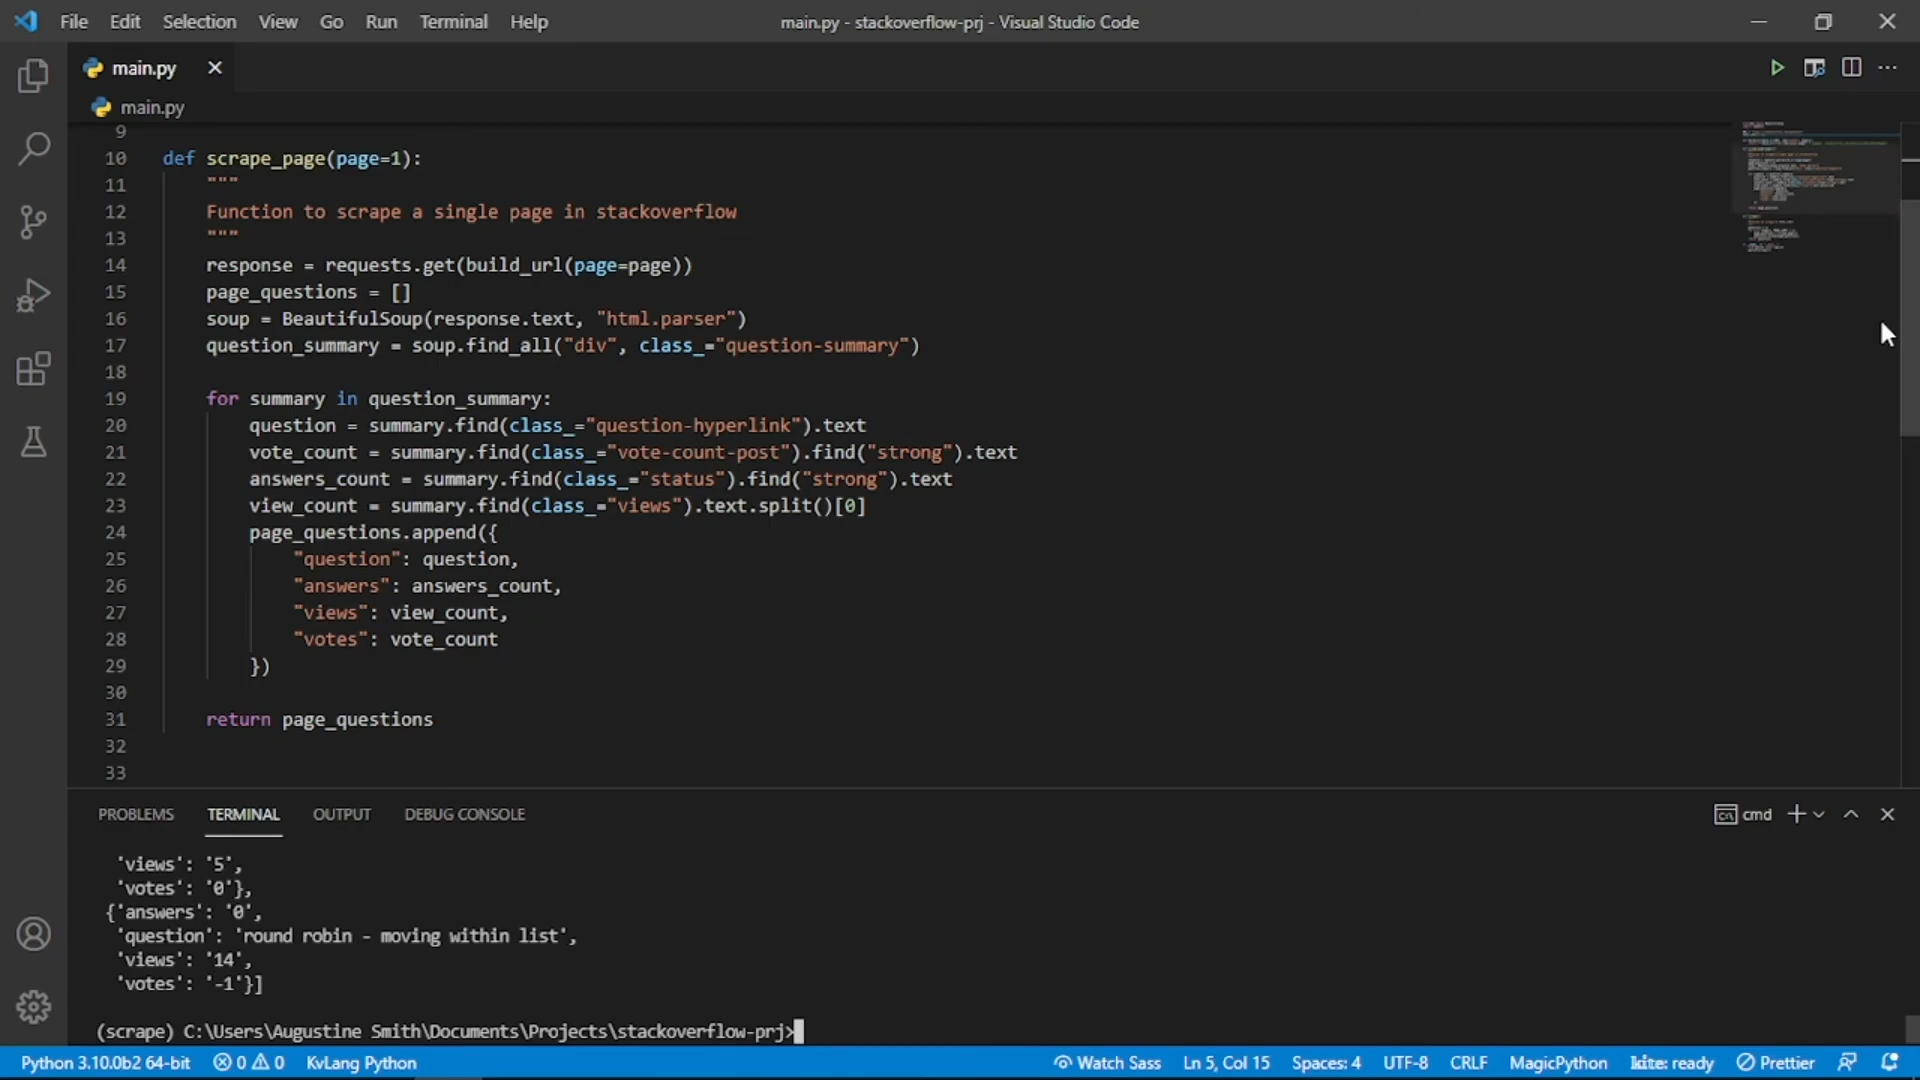 File Edit Selection View Go Run Terminal Help main.py - stackoverflow-prj - Visual Studio Code
main.py
main.py
9
10 def scrape_page(page=1):
11 """
12 Function to scrape a single page in stackoverflow
13 """
14 response = requests.get(build_url(page=page))
15 page_questions = []
16 soup = BeautifulSoup(response.text, "html.parser")
17 question_summary = soup.find_all("div", class_="question-summary")
18
19 for summary in question_summary:
20 question = summary.find(class_="question-hyperlink").text
21 vote_count = summary.find(class_="vote-count-post").find("strong").text
22 answers_count = summary.find(class_="status").find("strong").text
23 view_count = summary.find(class_="views").text.split()[0]
24 page_questions.append({
25 "question": question,
26 "answers": answers_count,
27 "views": view_count,
28 "votes": vote_count
29 })
30
31 return page_questions
32
33
PROBLEMS TERMINAL OUTPUT DEBUG CONSOLE cmd
'views': '5',
'votes': '0'},
{'answers': '0',
'question': 'round robin - moving within list',
'views': '14',
'votes': '-1'}]
(scrape) C:\Users\Augustine Smith\Documents\Projects\stackoverflow-prj>
Python 3.10.0b2 64-bit 0 0 KvLang Python Watch Sass Ln 5, Col 15 Spaces: 4 UTF-8 CRLF MagicPython kite: ready Prettier